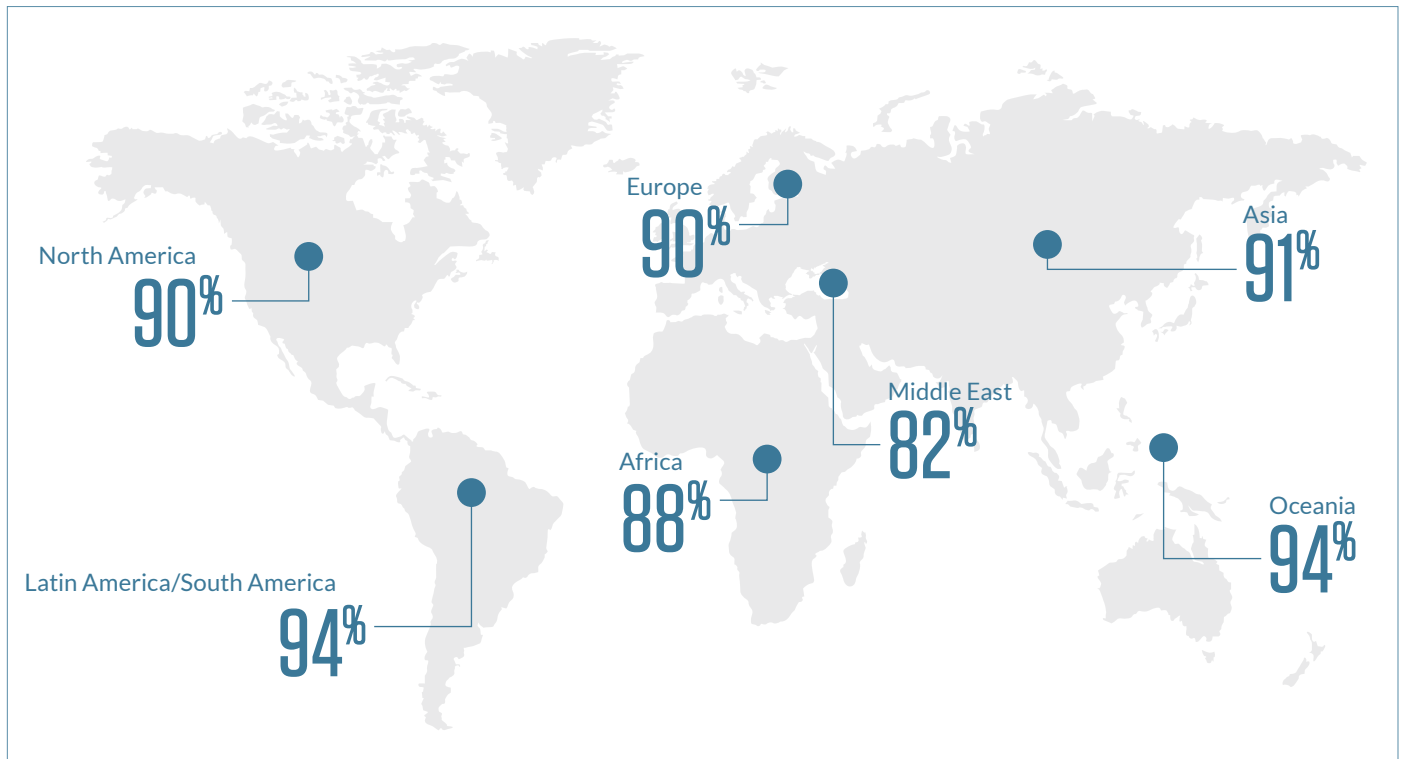 Europe
90%
Asia
91%
North America
90%
Middle East
82%
Africa
88%
Oceania
94%
Latin America/South America
94%